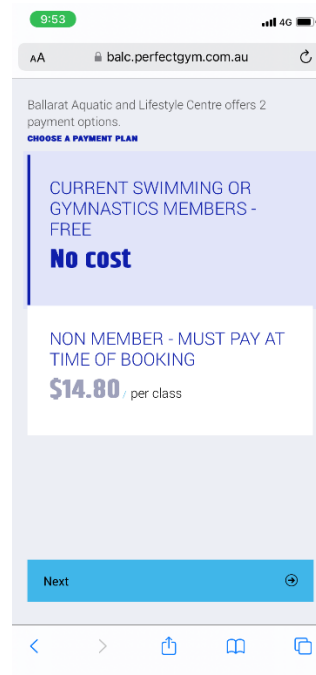 9:53
4G
AA balc.perfectgym.com.au
Ballarat Aquatic and Lifestyle Centre offers 2
payment options.
CHOOSE A PAYMENT PLAN
CURRENT SWIMMING OR
GYMNASTICS MEMBERS -
FREE
No cost
NON MEMBER - MUST PAY AT
TIME OF BOOKING
$14.80 / per class
Next